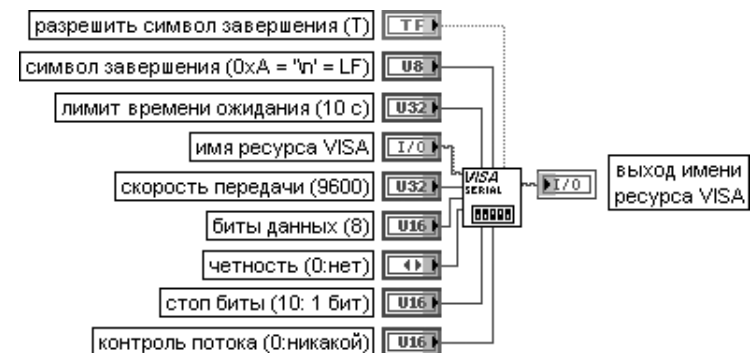 разрешить символ завершения (T) TF
символ завершения (0xA = '\n' = LF) U8
лимит времени ожидания (10 с) U32
имя ресурса VISA I/O
скорость передачи (9600) U32
биты данных (8) U16
четность (0:нет)
стоп биты (10: 1 бит) U16
контроль потока (0:никакой) U16
VISA
SERIAL
I/O
выход имени
ресурса VISA